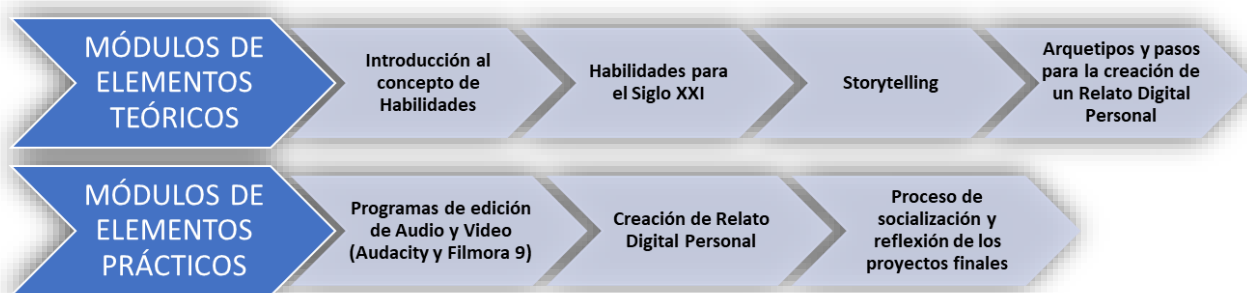 MÓDULOS DE
ELEMENTOS
TEÓRICOS
Introducción al
concepto de
Habilidades
Habilidades para
el Siglo XXI
Storytelling
Arquetipos y pasos
para la creación de
un Relato Digital
Personal
MÓDULOS DE
ELEMENTOS
PRÁCTICOS
Programas de edición
de Audio y Video
(Audacity y Filmora 9)
Creación de Relato
Digital Personal
Proceso de
socialización y
reflexión de los
proyectos finales